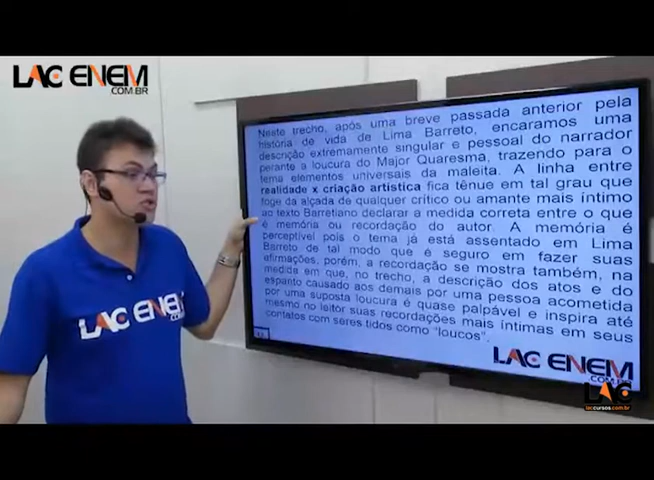 LAC ENEM
.COM.BR
Neste trecho, após uma breve passada anterior pela
história de vida de Lima Barreto, encaramos uma
descrição extremamente singular e pessoal do narrador
perante a loucura do Major Quaresma, trazendo para o
tema elementos universais da maleita. A linha entre
realidade x criação artística fica tênue em tal grau que
foge da alçada de qualquer crítico ou amante mais íntimo
ao texto Barretiano declarar a medida correta entre o que
é memória ou recordação do autor. A memória é
perceptível pois o tema já está assentado em Lima
Barreto de tal modo que é seguro em fazer suas
afirmações, porém, a recordação se mostra também, na
medida em que, no trecho, a descrição dos atos e do
espanto causado aos demais por uma pessoa acometida
por uma suposta loucura é quase palpável e inspira até
mesmo no leitor suas recordações mais íntimas em seus
contatos com seres tidos como "loucos".
LAC ENEM
.COM.BR
LAC ENEM
LAC
laccursos.com.br